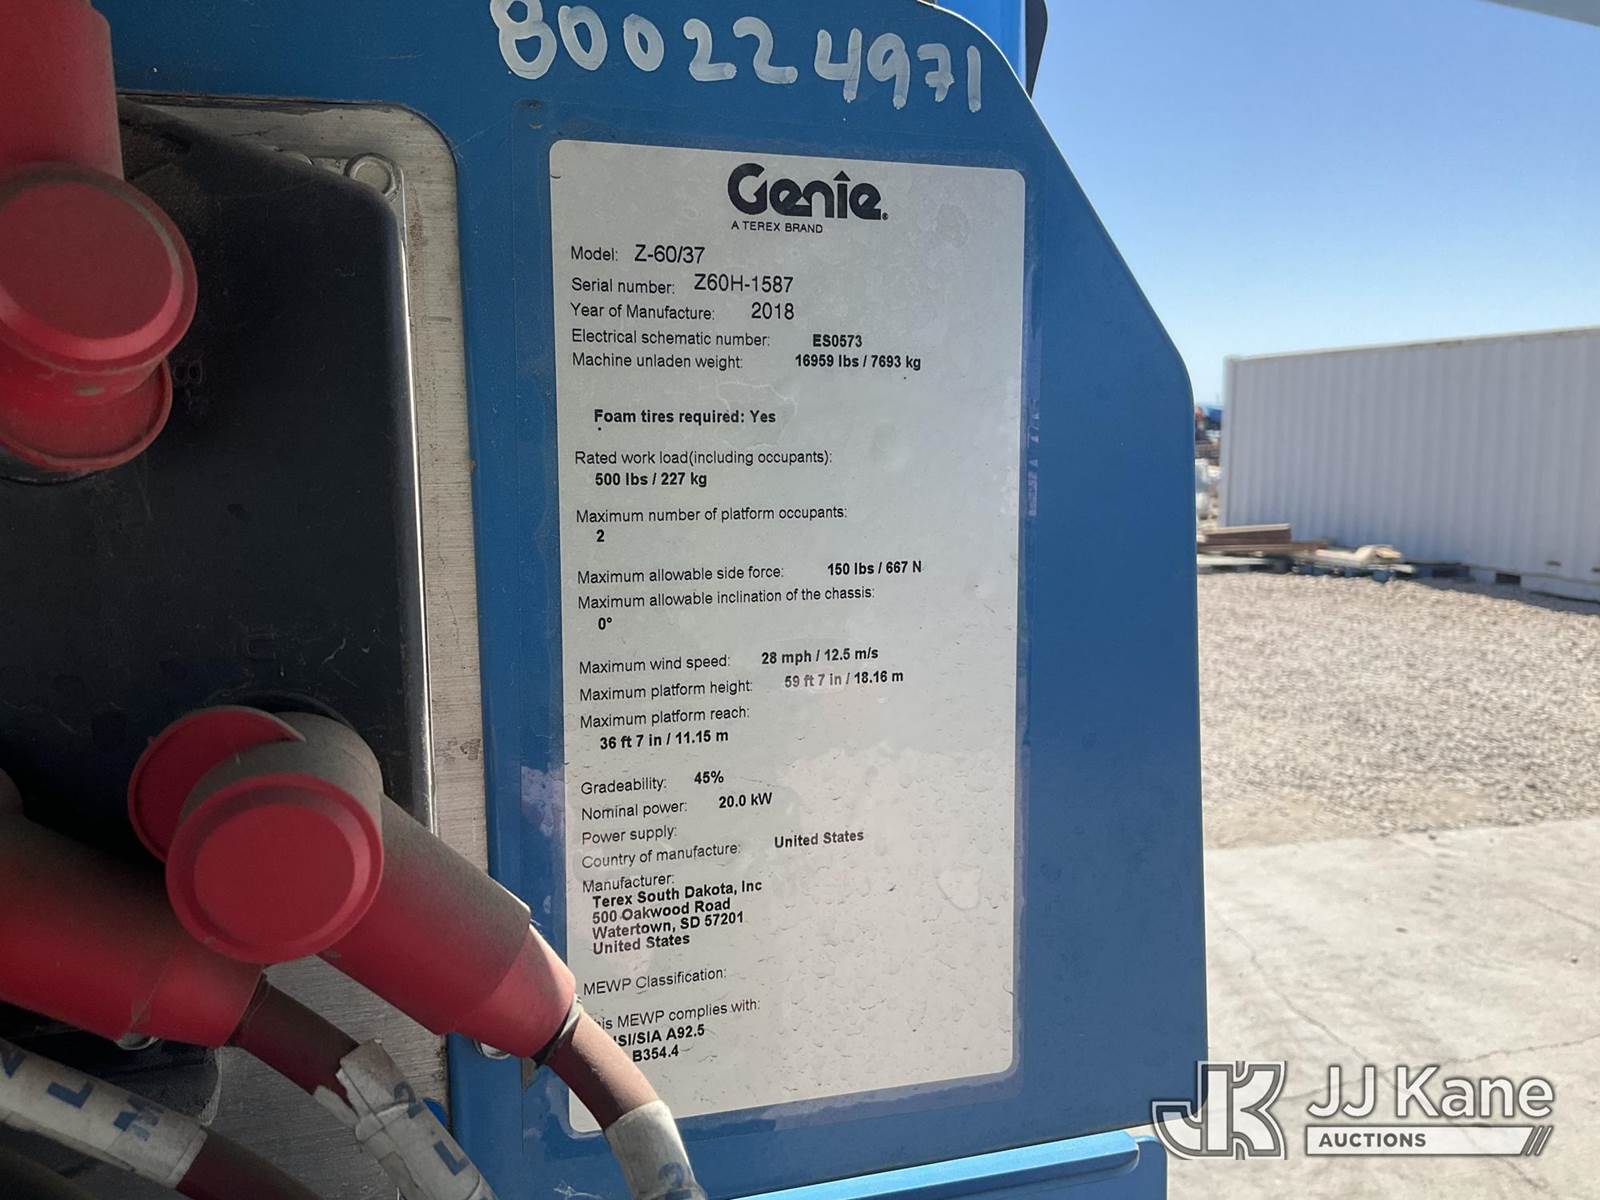 800224971
Genie
A TEREX BRAND
Model: Z-60/37
Serial number: Z60H-1587
Year of Manufacture: 2018
Electrical schematic number: ES0573
Machine unladen weight: 16959 lbs / 7693 kg
Foam tires required: Yes
Rated work load(including occupants):
500 lbs / 227 kg
Maximum number of platform occupants:
2
Maximum allowable side force: 150 lbs / 667 N
Maximum allowable inclination of the chassis:
0°
Maximum wind speed: 28 mph / 12.5 m/s
Maximum platform height: 59 ft 7 in / 18.16 m
Maximum platform reach:
36 ft 7 in / 11.15 m
Gradeability: 45%
Nominal power: 20.0 kW
Power supply:
Country of manufacture: United States
Manufacturer:
Terex South Dakota, Inc
500 Oakwood Road
Watertown, SD 57201
United States
MEWP Classification:
MEWP complies with:
A92.5
B354.4
JJ Kane
AUCTIONS